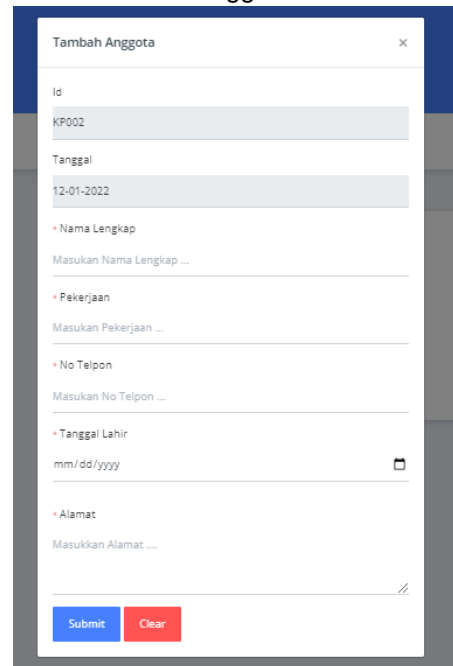 Tambah Anggota ×
Id
KP002
Tanggal
12-01-2022
* Nama Lengkap
Masukan Nama Lengkap ...
* Pekerjaan
Masukan Pekerjaan ...
* No Telpon
Masukan No Telpon ...
* Tanggal Lahir
mm/dd/yyyy
* Alamat
Masukkan Alamat ....
Submit Clear